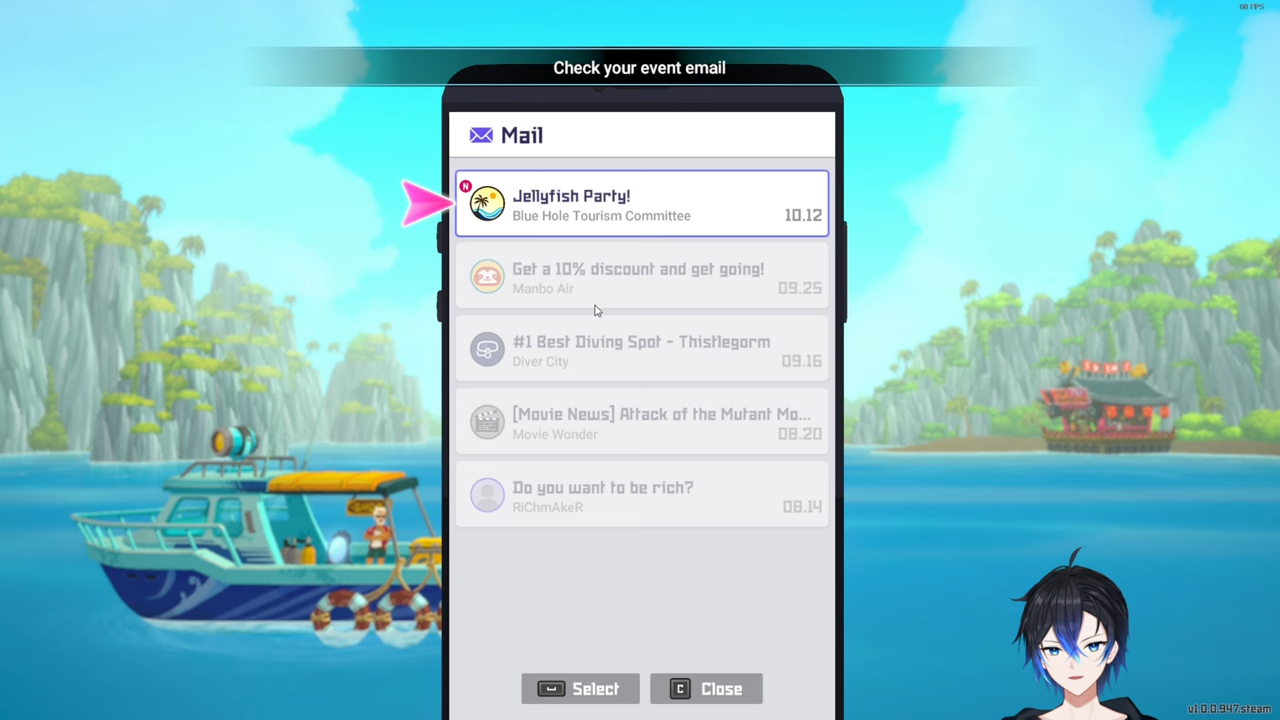 60 FPS
Check your event email
Mail
N
Jellyfish Party!
Blue Hole Tourism Committee
10.12
Get a 10% discount and get going!
Manbo Air
09.25
#1 Best Diving Spot - Thistlegorm
Diver City
09.16
[Movie News] Attack of the Mutant Mo...
Movie Wonder
08.20
Do you want to be rich?
RiChmAkeR
08.14
Select
C Close
v1.0.0.947.steam